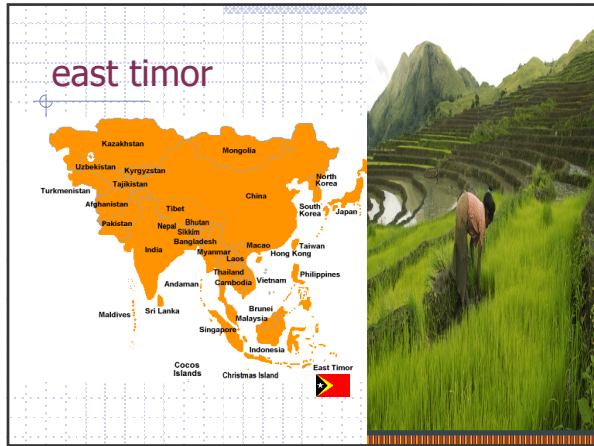 east timor
Kazakhstan
Mongolia
Uzbekistan
Kyrgyzstan
North
Korea
Turkmenistan
Tajikistan
China
Afghanistan
Tibet
South
Korea
Japan
Pakistan
Nepal
Bhutan
Sikkim
Bangladesh
Macao
Taiwan
India
Myanmar
Hong Kong
Laos
Thailand
Andaman
Cambodia
Vietnam
Philippines
Maldives
Sri Lanka
Brunei
Malaysia
Singapore
Indonesia
Cocos
Islands
Christmas Island
East Timor